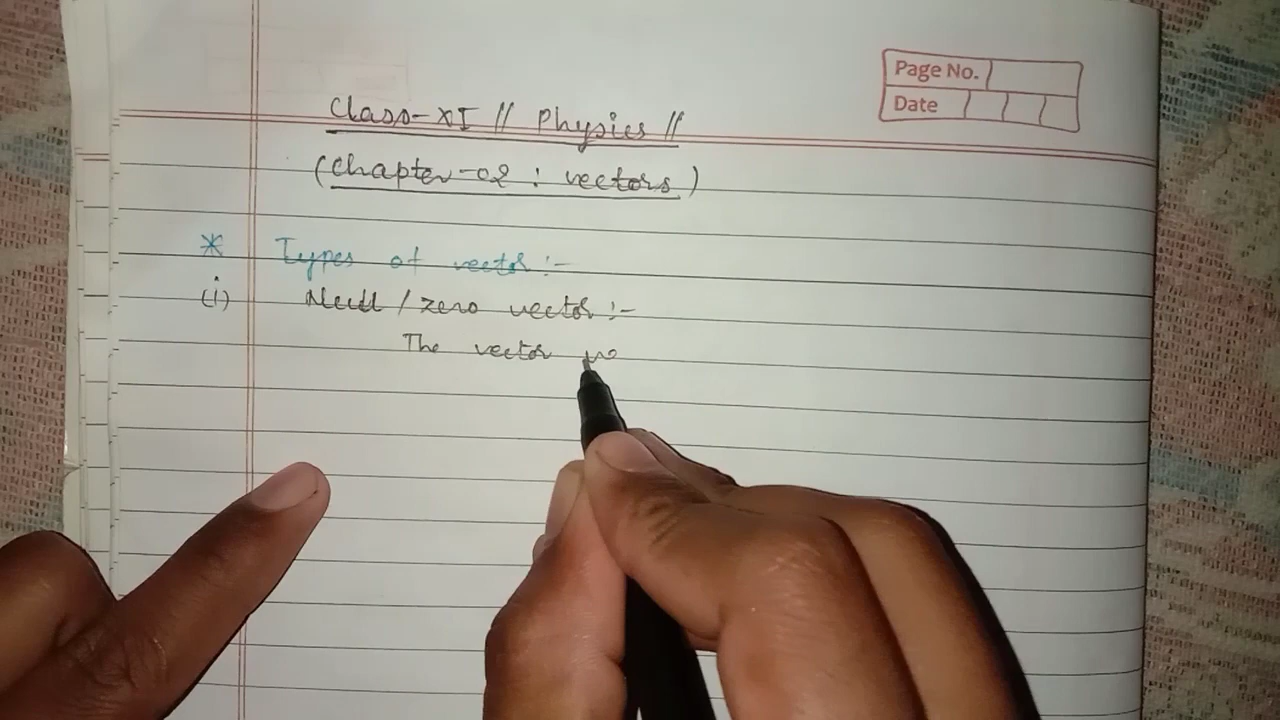 Page No.
Date
Class-XI // Physics //
(Chapter-02 : vectors)
* Types of vector :-
(i) Null / zero vector :-
The vector